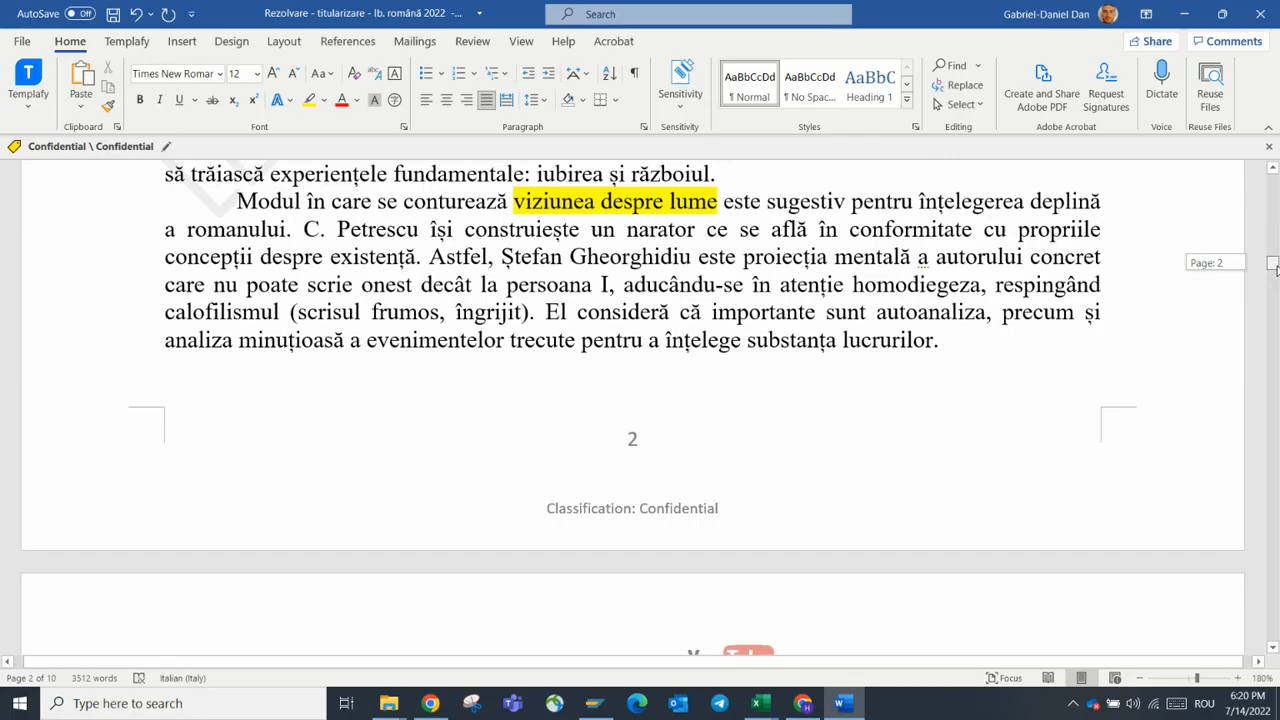 AutoSave Off Rezolvare - titularizare - lb. română 2022 -... Search Gabriel-Daniel Dan
File Home Templafy Insert Design Layout References Mailings Review View Help Acrobat Share Comments
Times New Roman 12 A A Aa A A
Templafy Paste B I U ab x₂ x² A A A Sensitivity AaBbCcDd AaBbCcDd AaBbC Find Replace Select Create and Share Adobe PDF Request Signatures Dictate Reuse Files
¶ Normal ¶ No Spac... Heading 1
Clipboard Font Paragraph Sensitivity Styles Editing Adobe Acrobat Voice Reuse Files
Confidential \ Confidential
să trăiască experiențele fundamentale: iubirea și războiul.
Modul în care se conturează viziunea despre lume este sugestiv pentru înțelegerea deplină
a romanului. C. Petrescu își construiește un narator ce se află în conformitate cu propriile
concepții despre existență. Astfel, Ștefan Gheorghidiu este proiecția mentală a autorului concret
Page: 2
care nu poate scrie onest decât la persoana I, aducându-se în atenție homodiegeza, respingând
calofilismul (scrisul frumos, îngrijit). El consideră că importante sunt autoanaliza, precum și
analiza minuțioasă a evenimentelor trecute pentru a înțelege substanța lucrurilor.
2
Classification: Confidential
Page 2 of 10 3512 words Italian (Italy) Focus 180%
Type here to search ROU 6:20 PM
7/14/2022